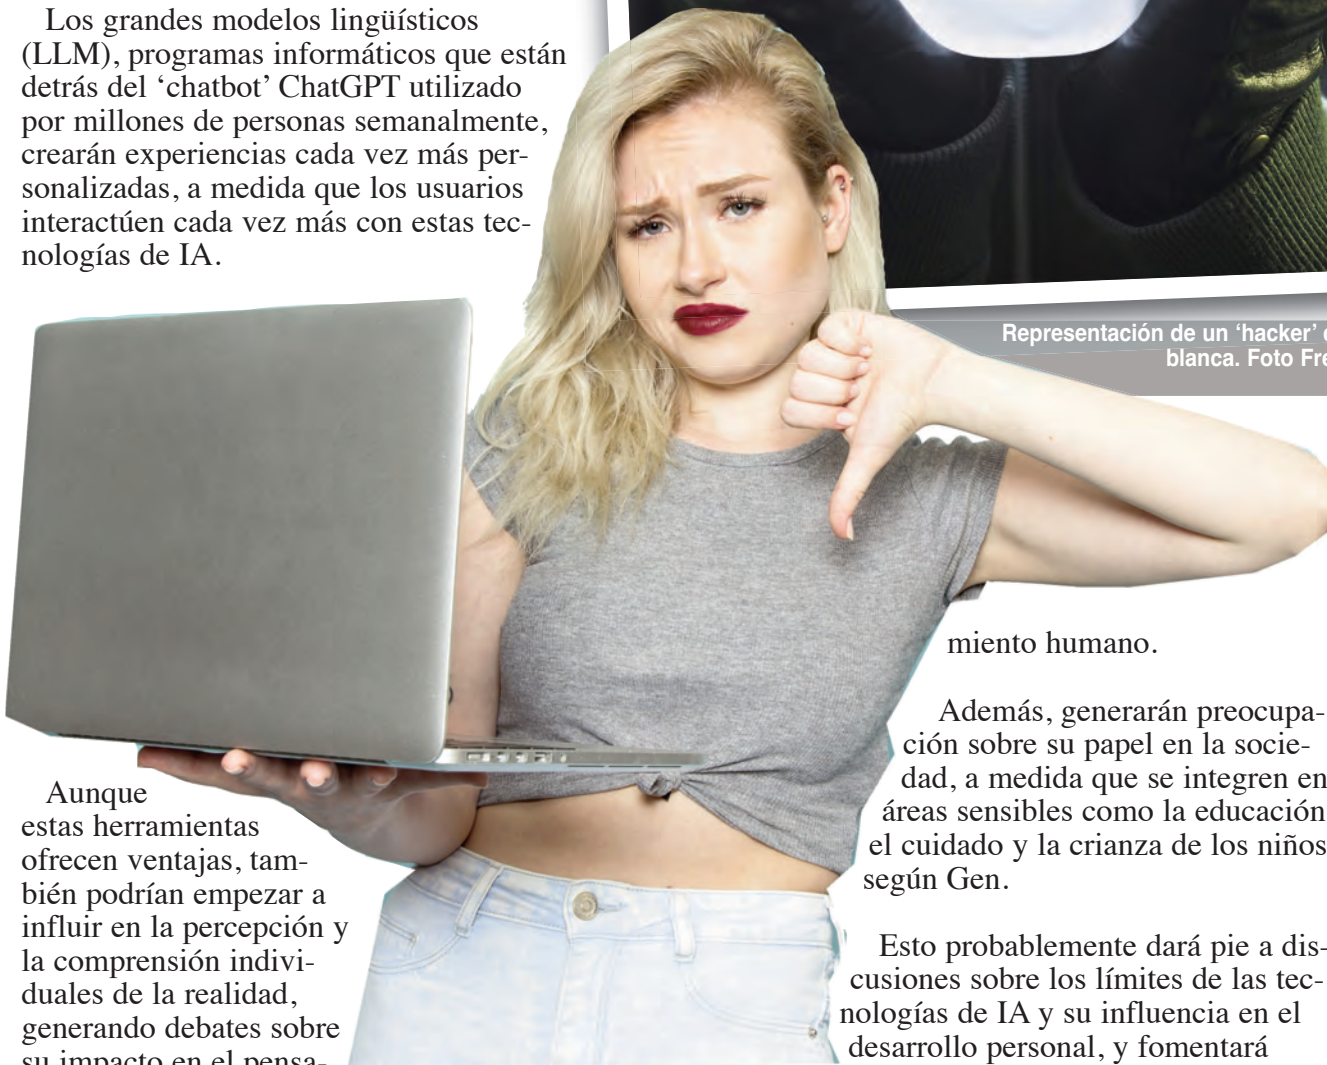 Los grandes modelos lingüísticos
(LLM), programas informáticos que están
detrás del ‘chatbot’ ChatGPT utilizado
por millones de personas semanalmente,
crearán experiencias cada vez más per-
sonalizadas, a medida que los usuarios
interactúen cada vez más con estas tec-
nologías de IA.
Aunque
estas herramientas
ofrecen ventajas, tam-
bién podrían empezar a
influir en la percepción y
la comprensión indivi-
duales de la realidad,
generando debates sobre
su impacto en el pensa-
Representación de un ‘hacker’
blanca. Foto
miento humano.
Además, generarán preocupa-
ción sobre su papel en la socie-
dad, a medida que se integren en
áreas sensibles como la educación
el cuidado y la crianza de los niños
según Gen.
Esto probablemente dará pie a dis-
cusiones sobre los límites de las tec-
nologías de IA y su influencia en el
desarrollo personal, y fomentará